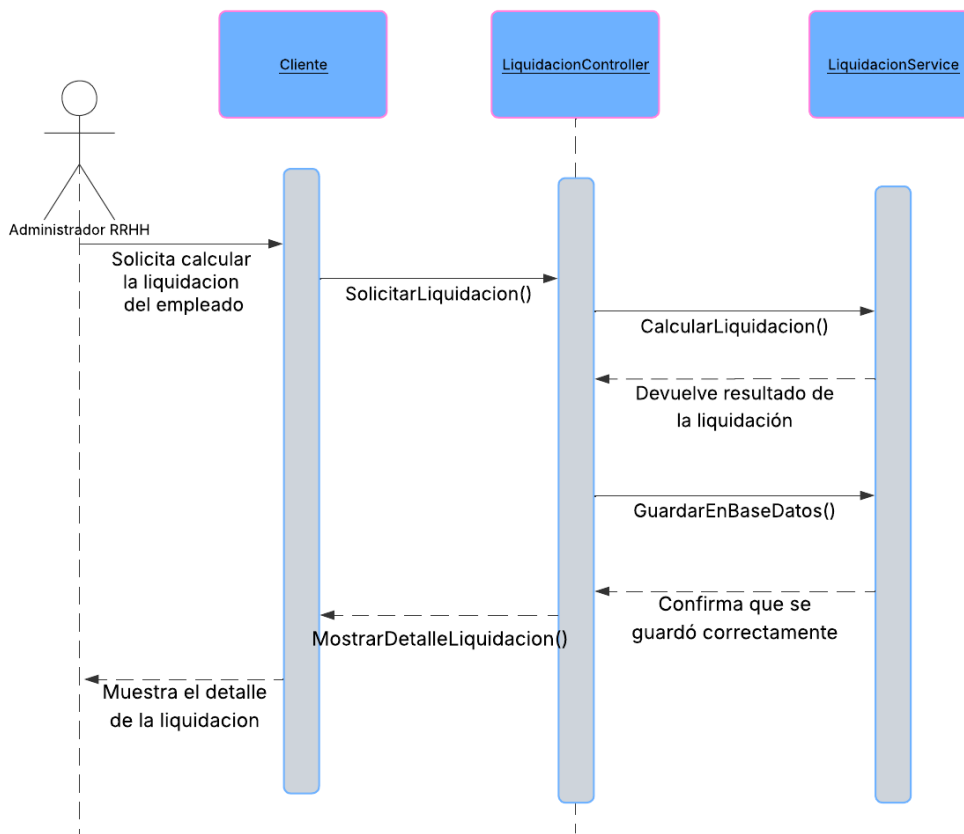 Cliente
LiquidacionController
LiquidacionService
Administrador RRHH
Solicita calcular
la liquidacion
del empleado
SolicitarLiquidacion()
CalcularLiquidacion()
Devuelve resultado de
la liquidación
GuardarEnBaseDatos()
Confirma que se
guardó correctamente
MostrarDetalleLiquidacion()
Muestra el detalle
de la liquidacion